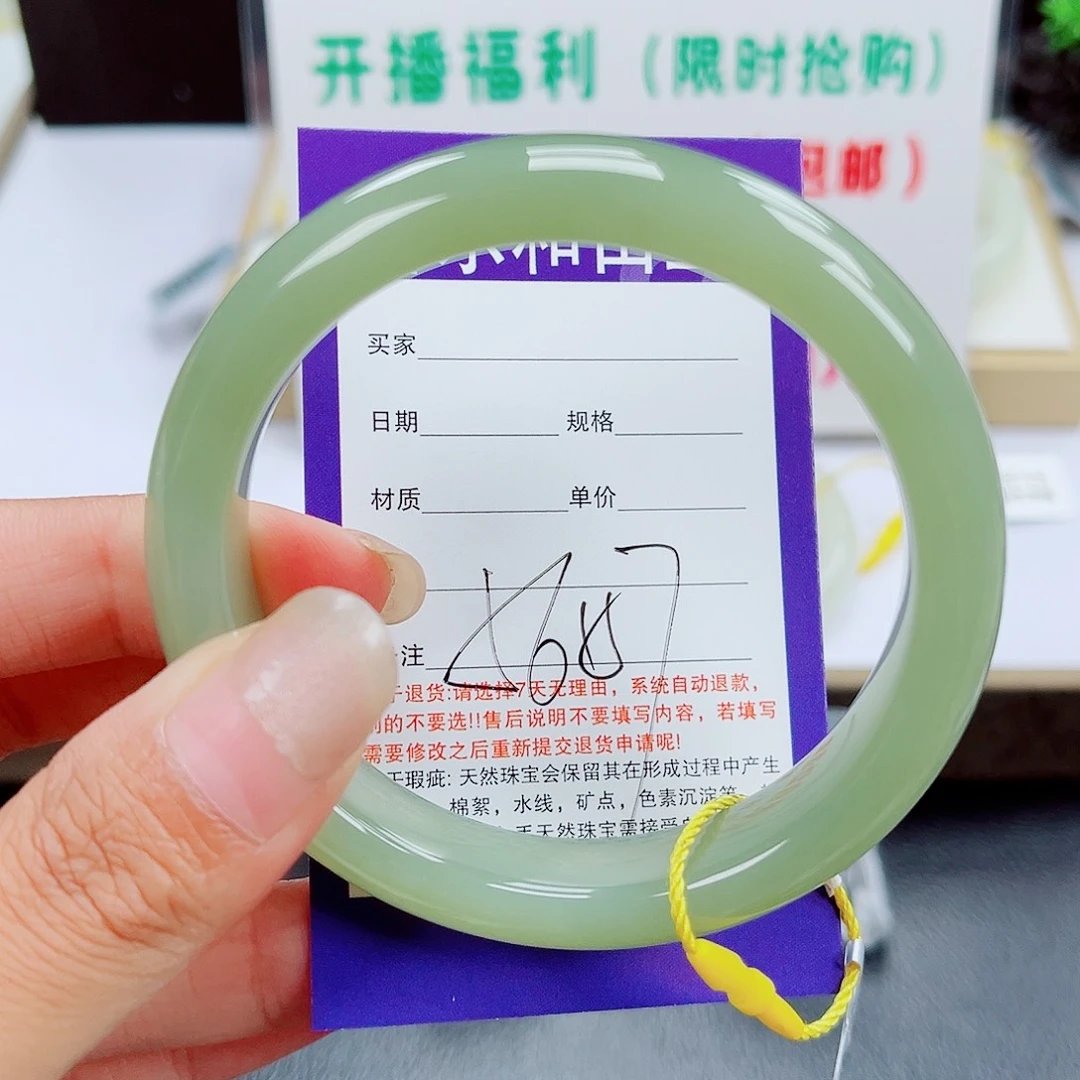 开播福利（限时抢购）
包邮）
和田
买家
日期 规格
材质 单价
注
退货:请选择7天无理由，系统自动退款，
的不要选!!售后说明不要填写内容，若填写
需要修改之后重新提交退货申请呢!
于瑕疵: 天然珠宝会保留其在形成过程中产生
棉絮，水线，矿点，色素沉淀等
天然珠宝需接受